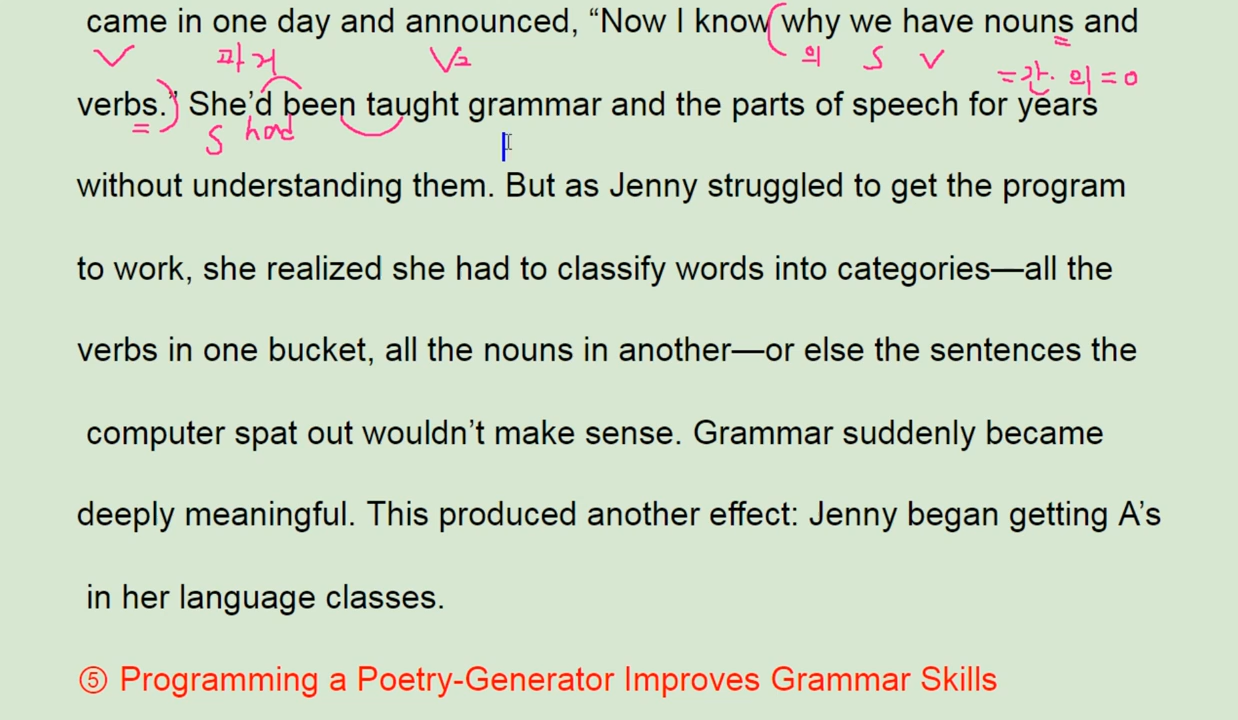 came in one day and announced, “Now I know (why we have nouns and
V 과거 V2 의 S V
= 간. 의 = o
verbs.”) She’d been taught grammar and the parts of speech for years
= S had
without understanding them. But as Jenny struggled to get the program
to work, she realized she had to classify words into categories—all the
verbs in one bucket, all the nouns in another—or else the sentences the
computer spat out wouldn’t make sense. Grammar suddenly became
deeply meaningful. This produced another effect: Jenny began getting A’s
in her language classes.
⑤ Programming a Poetry-Generator Improves Grammar Skills